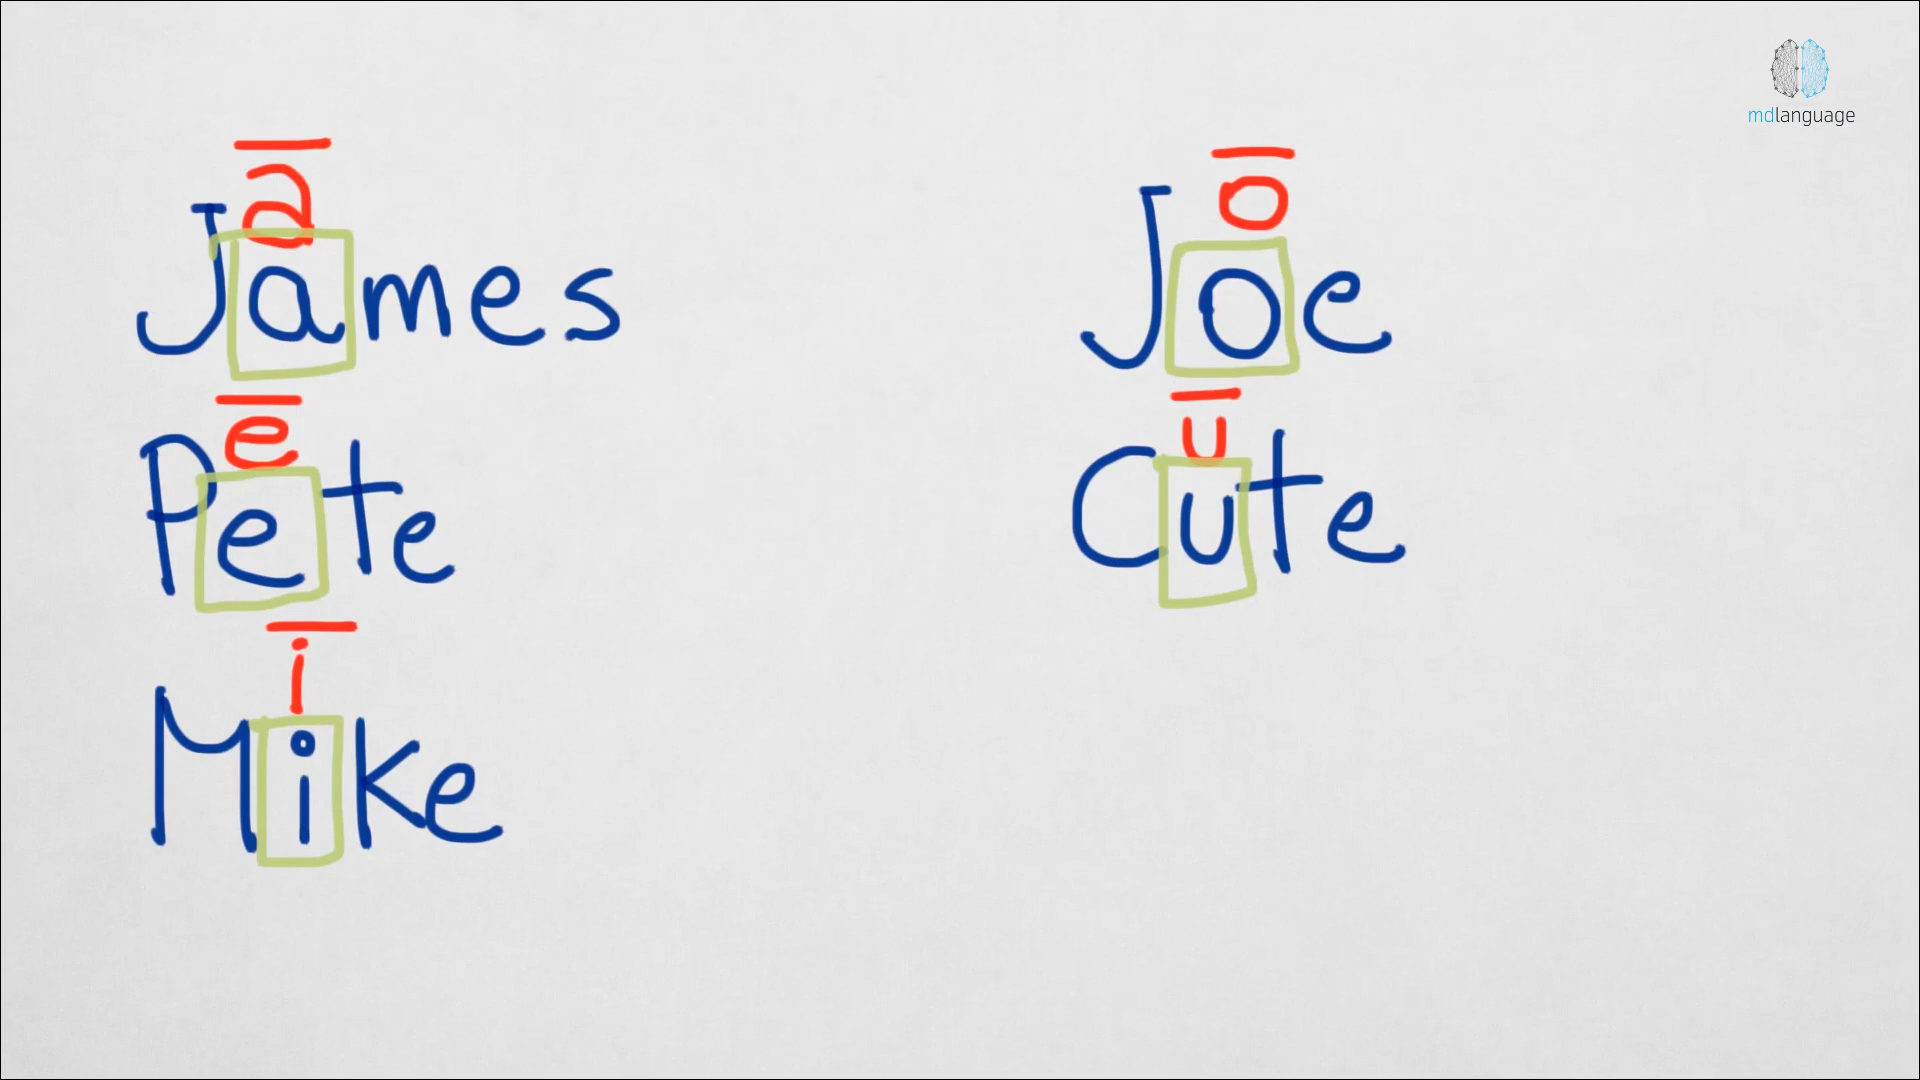 ā
James
ē
Pete
ī
Mike
ō
Joe
ū
Cute
mdlanguage